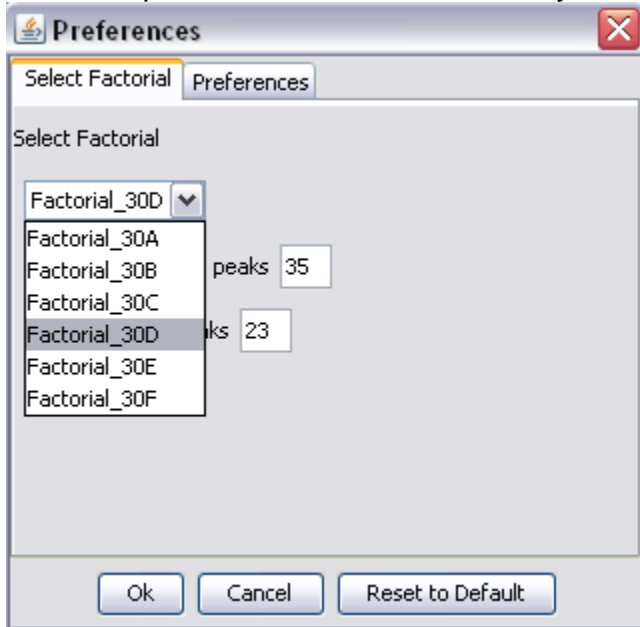 Preferences
Select Factorial Preferences
Select Factorial
Factorial_30D
Factorial_30A
Factorial_30B
peaks 35
Factorial_30C
Factorial_30D
23
Factorial_30E
Factorial_30F
Ok Cancel Reset to Default